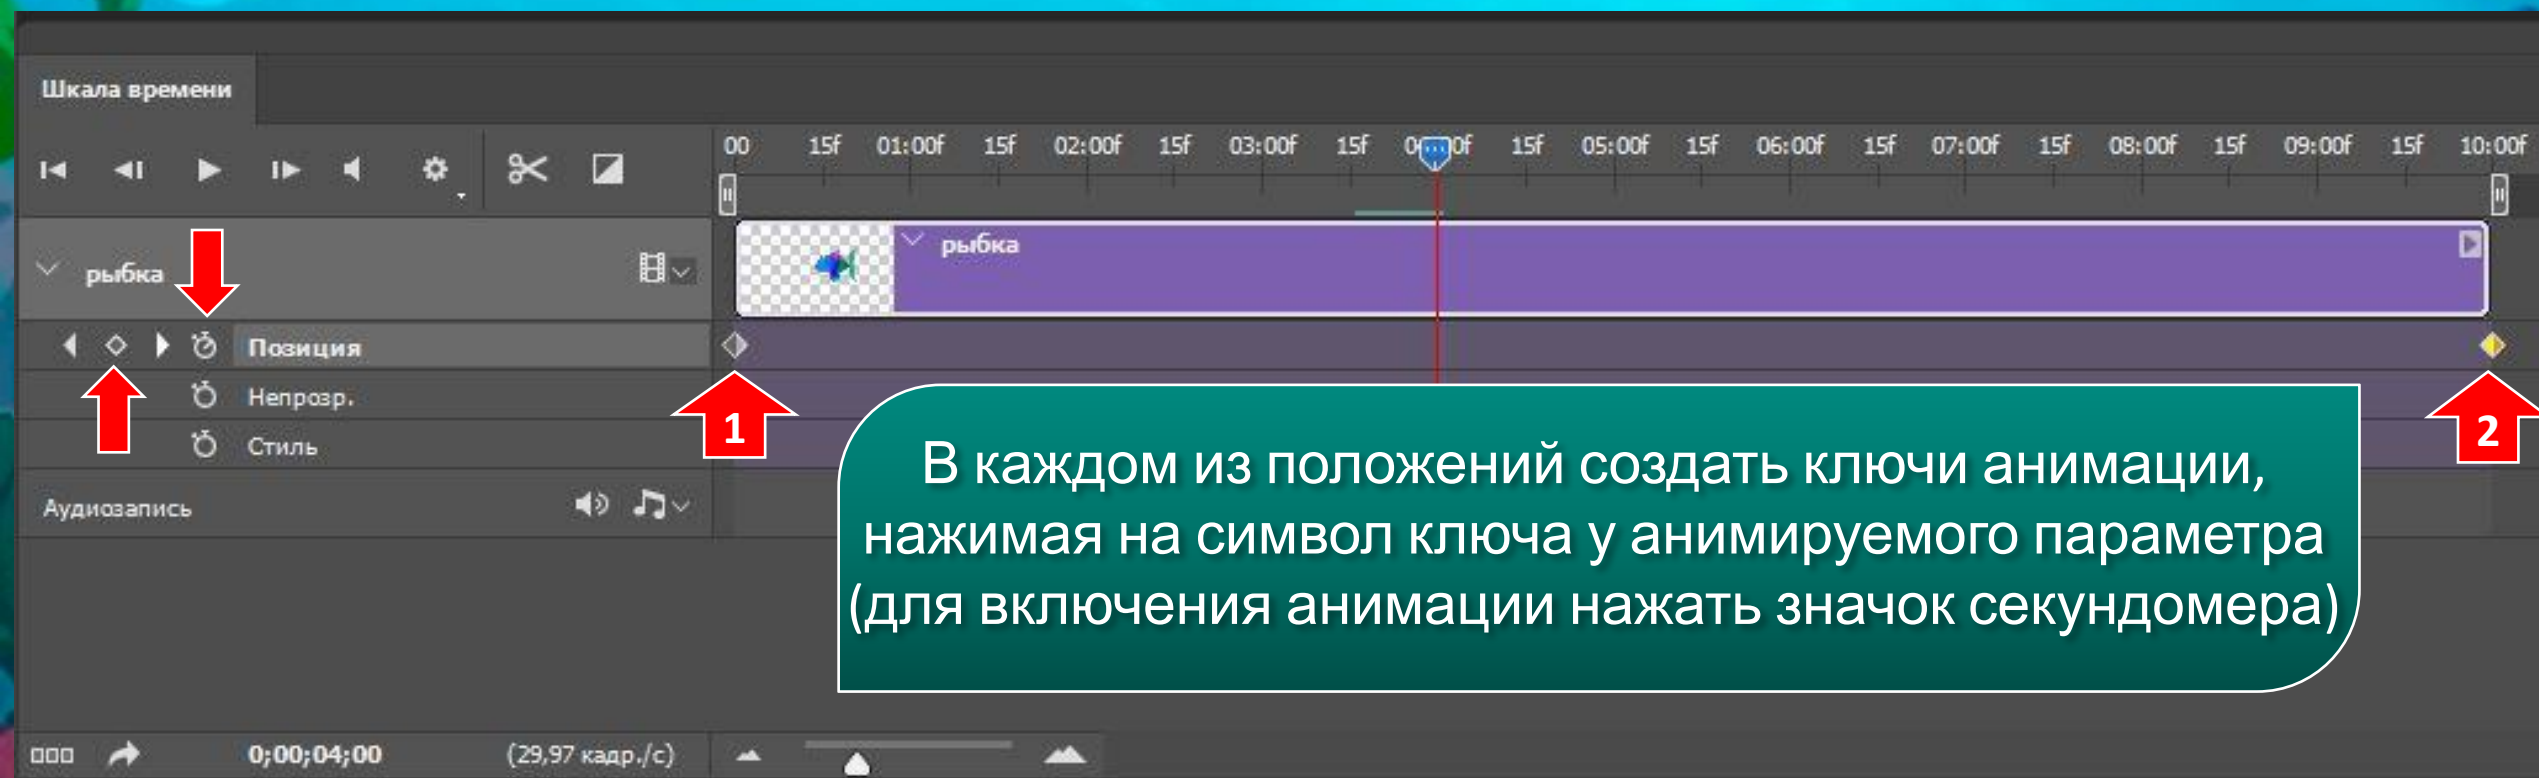 Шкала времени
00 15f 01:00f 15f 02:00f 15f 03:00f 15f 15f 05:00f 15f 06:00f 15f 07:00f 15f 08:00f 15f 09:00f 15f 10:00f
рыбка
рыбка
Позиция
Непрозр.
Стиль
Аудиозапись
1
2
В каждом из положений создать ключи анимации,
нажимая на символ ключа у анимируемого параметра
(для включения анимации нажать значок секундомера)
0;00;04;00 (29,97 кадр./с)